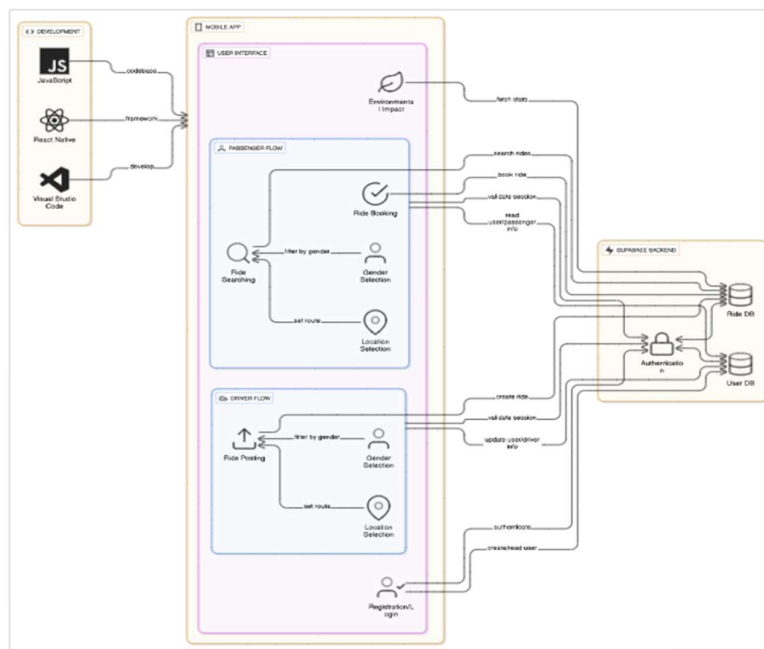 DEVELOPMENT
JS
JavaScript
codebase
React Native
framework
Visual Studio
Code
develop
MOBILE APP
USER INTERFACE
Environmenta
l Impact
fetch stats
PASSENGER FLOW
search rides
book ride
Ride Booking
validate session
read
user/passenger
info
Ride
Searching
filter by gender
Gender
Selection
set route
Location
Selection
DRIVER FLOW
create ride
validate session
Ride Posting
filter by gender
Gender
Selection
update user/driver
info
set route
Location
Selection
authenticate
create/read user
Registration/L
ogin
SUPABASE BACKEND
Ride DB
Authenticatio
n
User DB